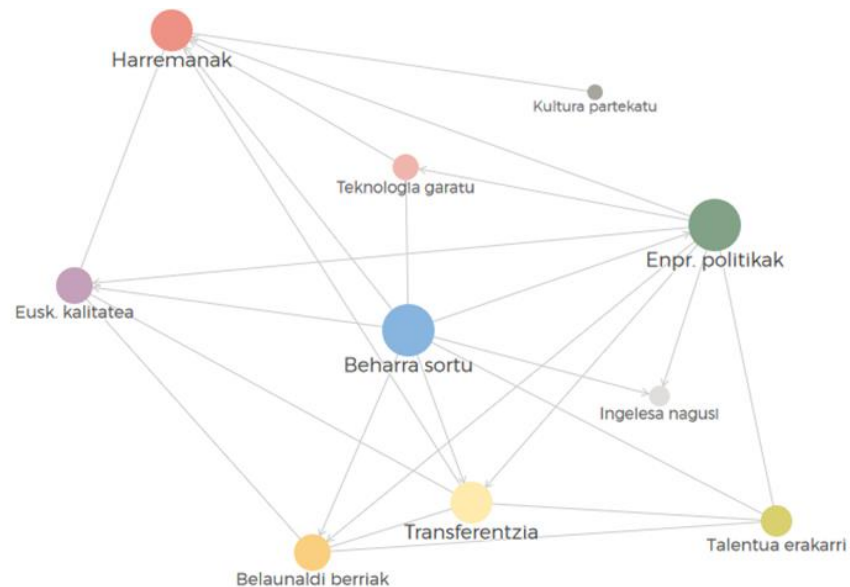 Harremanak
Kultura partekatu
Teknologia garatu
Enpr. politikak
Eusk. kalitatea
Beharra sortu
Ingelesa nagusi
Transferentzia
Talentua erakarri
Belaunaldi berriak